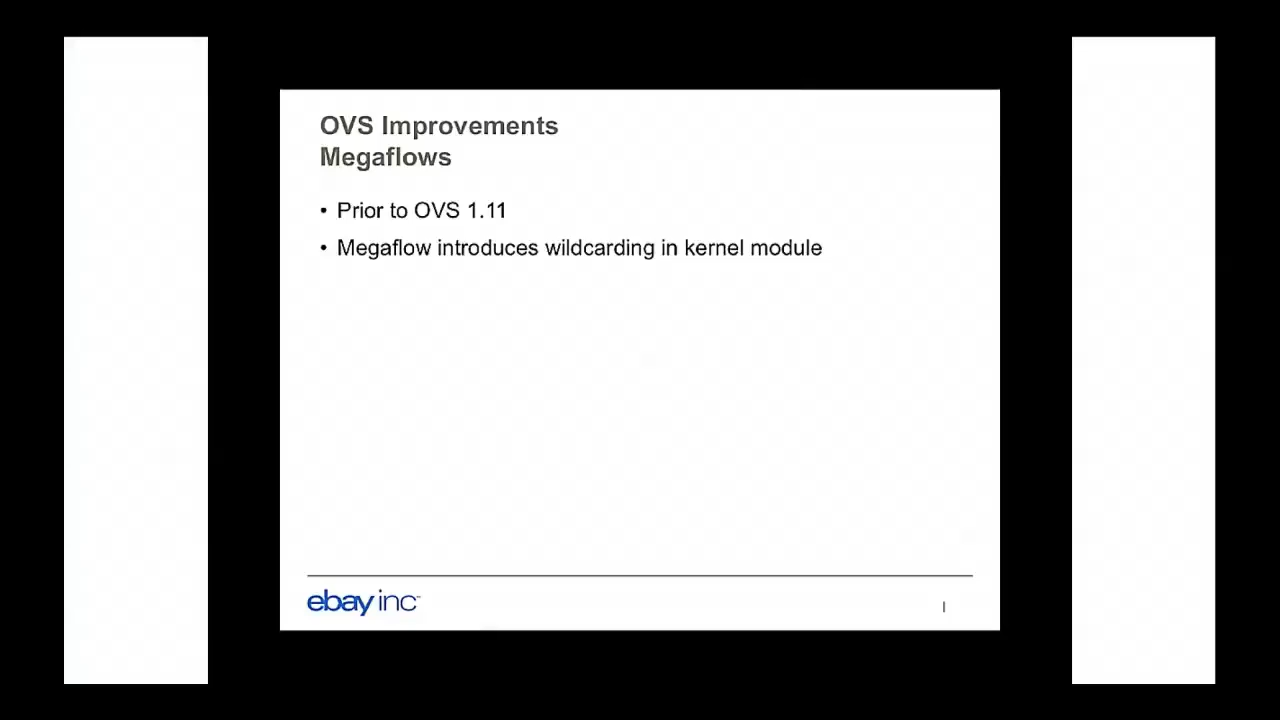 OVS Improvements
Megaflows
• Prior to OVS 1.11
• Megaflow introduces wildcarding in kernel module
ebay inc